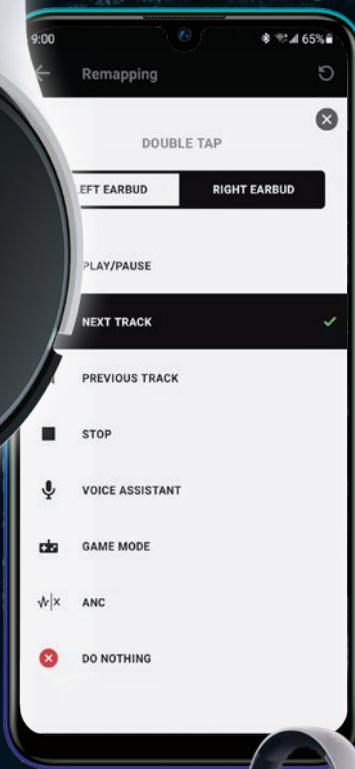 9:00 65%
Remapping
DOUBLE TAP
EFT EARBUD RIGHT EARBUD
PLAY/PAUSE
NEXT TRACK
PREVIOUS TRACK
STOP
VOICE ASSISTANT
GAME MODE
ANC
DO NOTHING